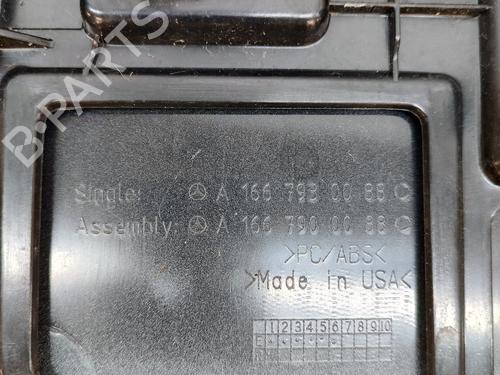 B-PARTS
Single: A 166 793 00 88
Assembly: A 166 790 00 88
>PC/ABS<
>Made in USA<
1 2 3 4 5 6 7 8 9 10